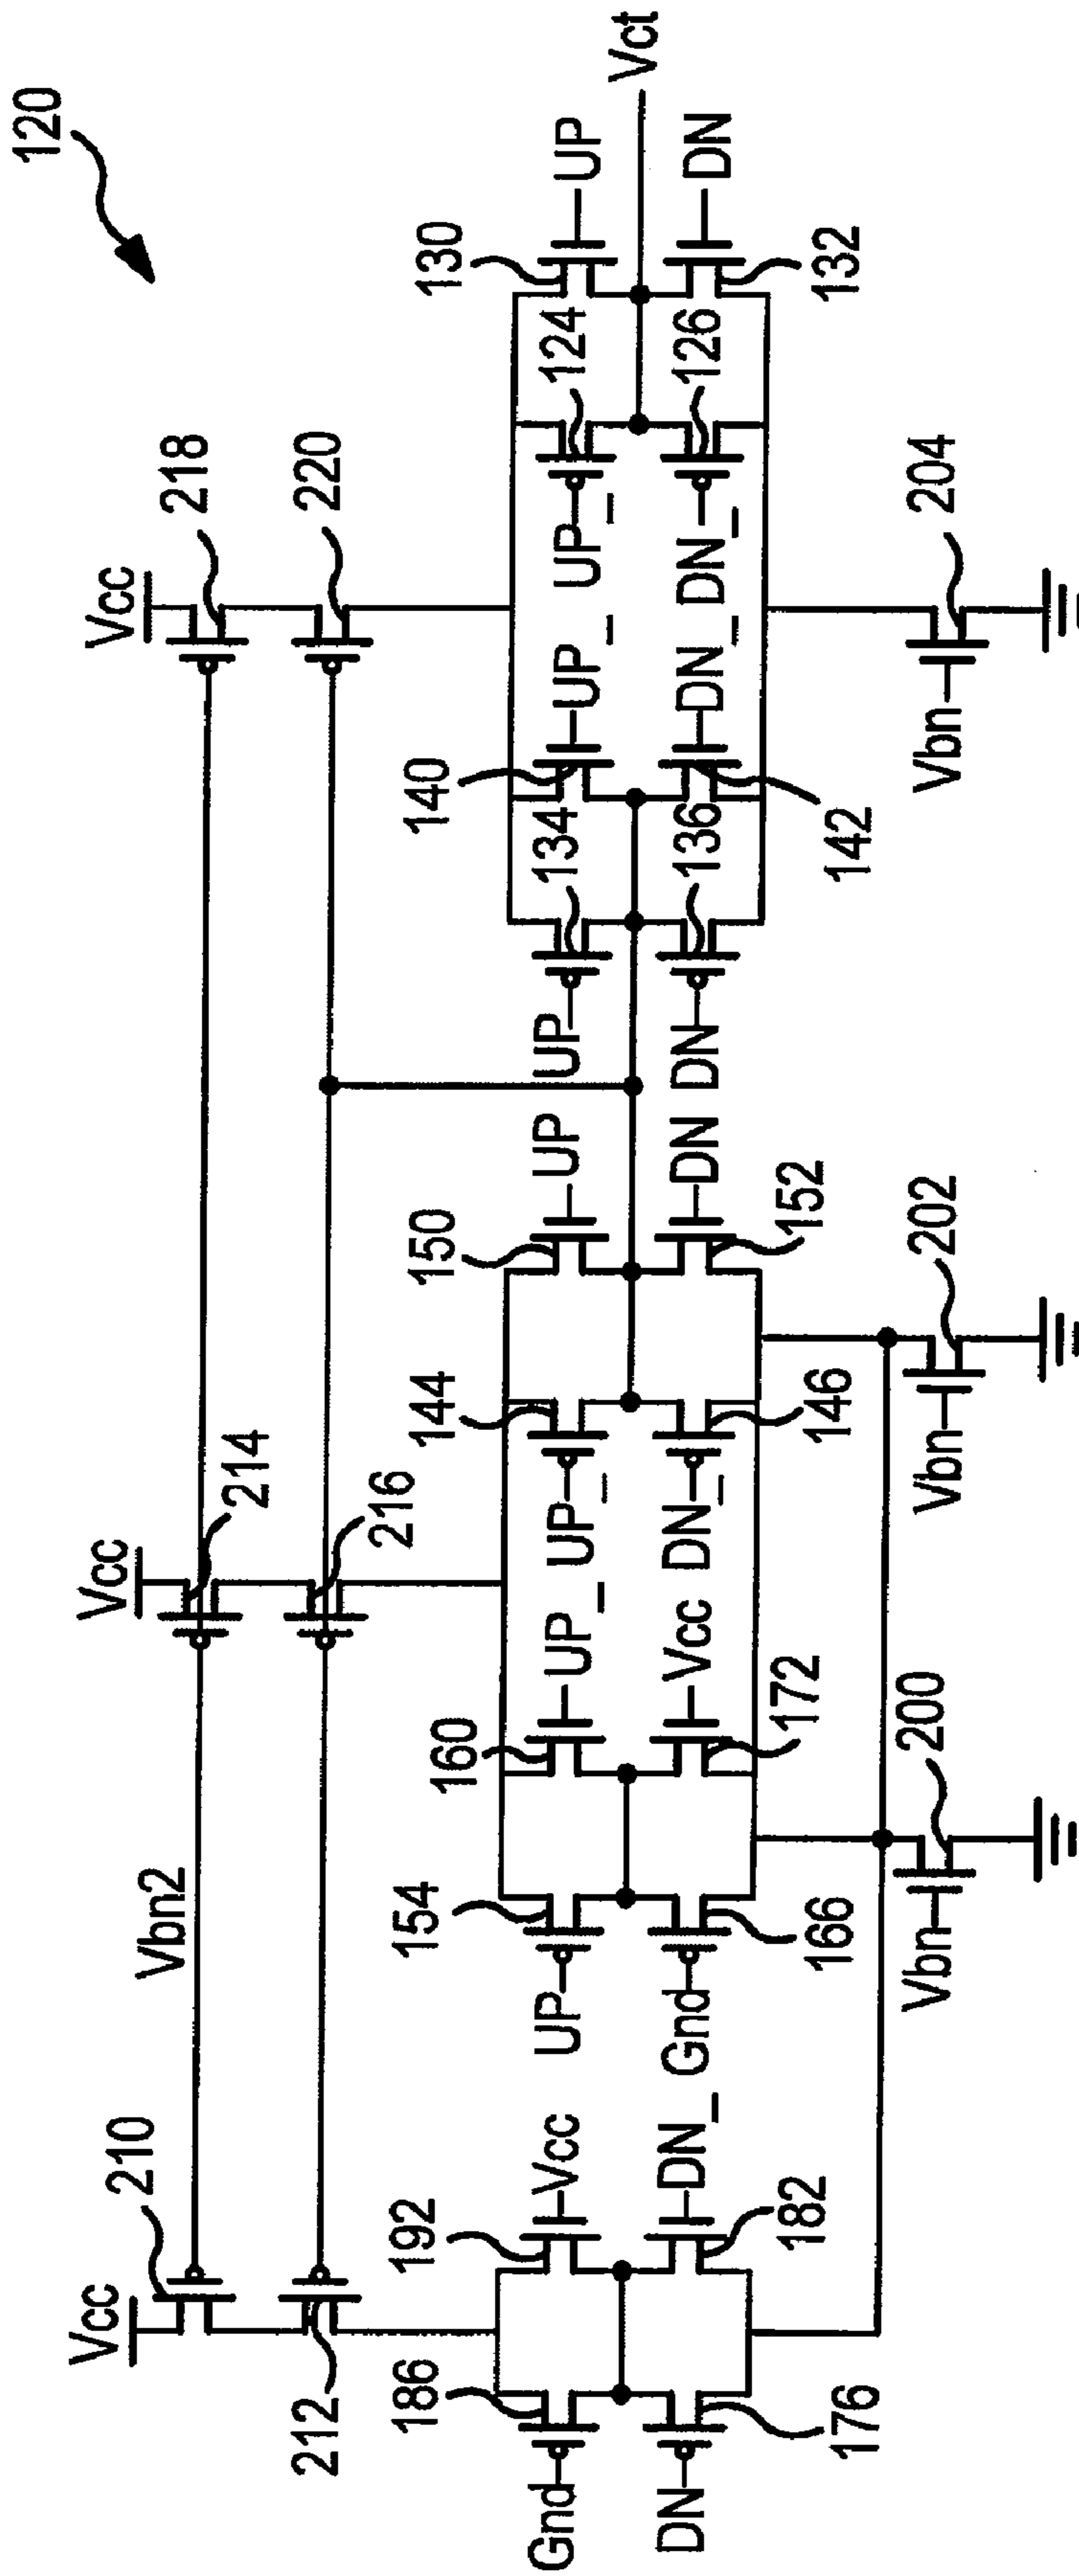 120
Vcc
210
Vbn2
Vcc
214
Vcc
218
212
216
220
186
192
Vcc
Gnd
154
UP
160
UP_
144
UP_
150
UP
134
UP
140
UP_
124
UP_
130
UP
Vct
DN
DN_
Gnd
Vcc
DN_
DN
DN
DN_
DN_
DN
176
182
166
172
146
152
136
142
126
132
Vbn
200
Vbn
202
Vbn
204